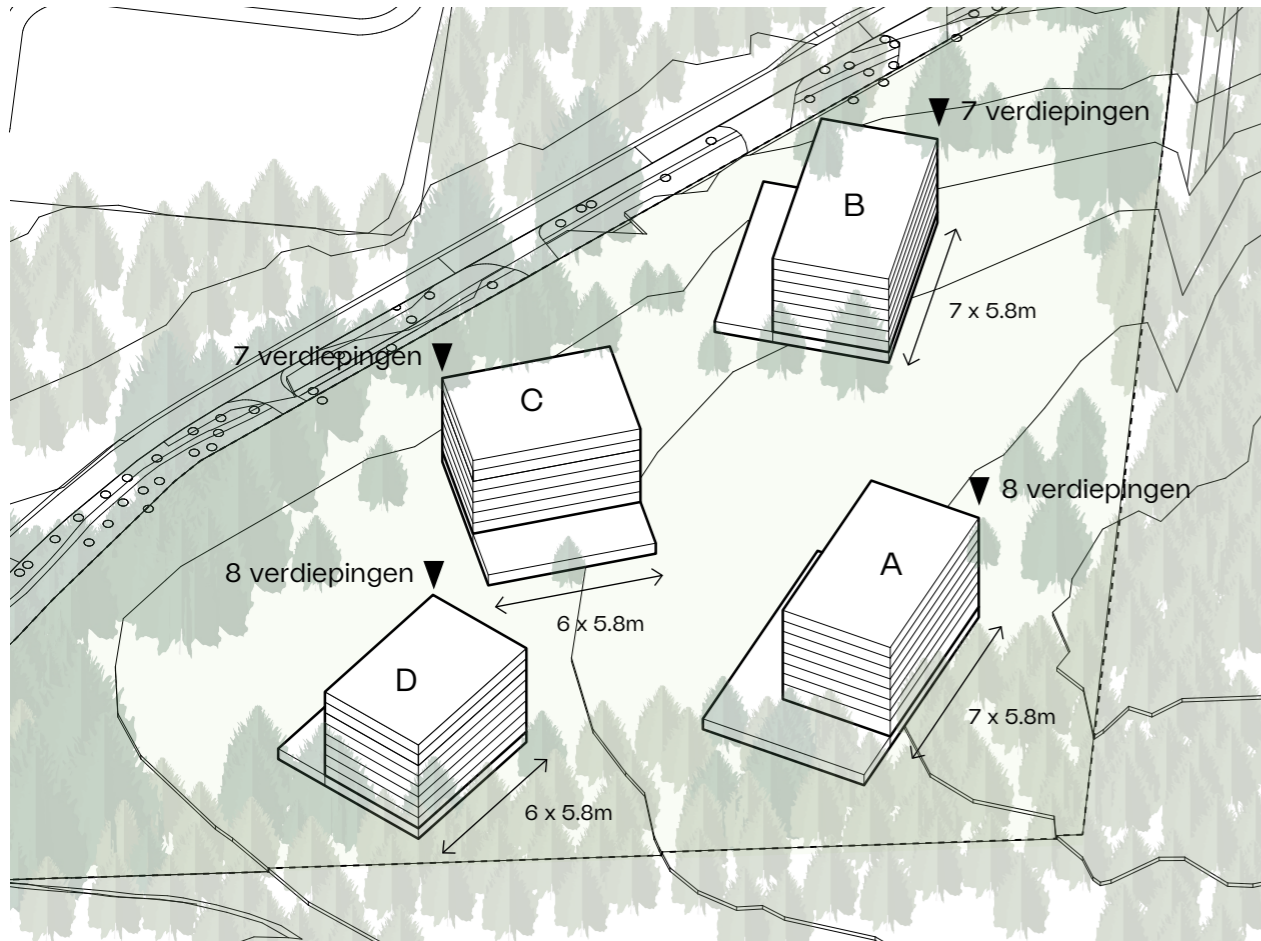 7 verdiepingen
B
7 x 5.8m
7 verdiepingen
C
8 verdiepingen
A
8 verdiepingen
6 x 5.8m
D
7 x 5.8m
6 x 5.8m